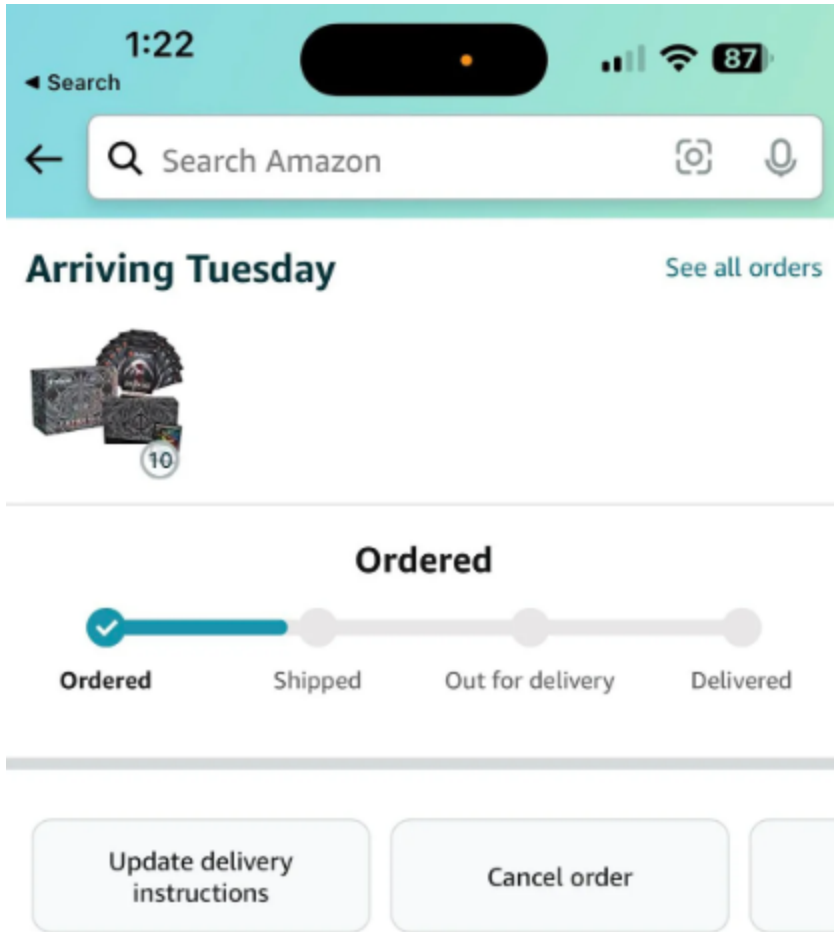 1:22
87
◀ Search
Search Amazon
Arriving Tuesday
See all orders
10
Ordered
Ordered
Shipped
Out for delivery
Delivered
Update delivery
instructions
Cancel order